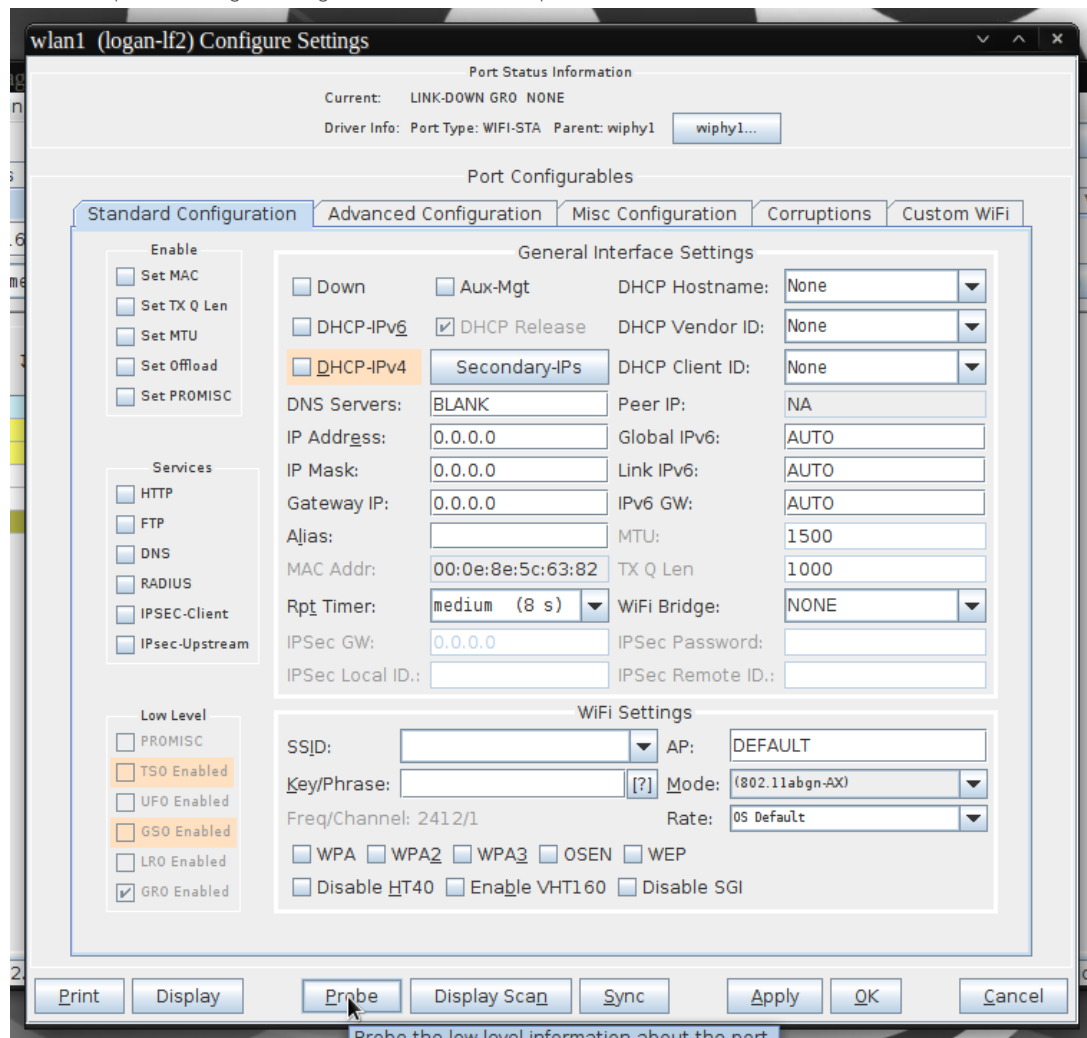 wlan1 (logan-lf2) Configure Settings
Port Status Information
Current: LINK-DOWN GRO NONE
Driver Info: Port Type: WIFI-STA Parent: wiphy1 wiphy1...
Port Configurables
Standard Configuration Advanced Configuration Misc Configuration Corruptions Custom WiFi
Enable
Set MAC
Set TX Q Len
Set MTU
Set Offload
Set PROMISC
Services
HTTP
FTP
DNS
RADIUS
IPSEC-Client
IPsec-Upstream
Low Level
PROMISC
TSO Enabled
UFO Enabled
GSO Enabled
LRO Enabled
GRO Enabled
General Interface Settings
Down Aux-Mgt DHCP Hostname: None
DHCP-IPv6 DHCP Release DHCP Vendor ID: None
DHCP-IPv4 Secondary-IPs DHCP Client ID: None
DNS Servers: BLANK Peer IP: NA
IP Address: 0.0.0.0 Global IPv6: AUTO
IP Mask: 0.0.0.0 Link IPv6: AUTO
Gateway IP: 0.0.0.0 IPv6 GW: AUTO
Alias: MTU: 1500
MAC Addr: 00:0e:8e:5c:63:82 TX Q Len 1000
Rpt Timer: medium (8 s) WiFi Bridge: NONE
IPSec GW: 0.0.0.0 IPSec Password:
IPSec Local ID.: IPSec Remote ID.:
WiFi Settings
SSID: AP: DEFAULT
Key/Phrase: [?] Mode: (802.11abgn-AX)
Freq/Channel: 2412/1 Rate: OS Default
WPA WPA2 WPA3 OSEN WEP
Disable HT40 Enable VHT160 Disable SGI
Print Display Probe Display Scan Sync Apply OK Cancel
Probe the low level information about the port